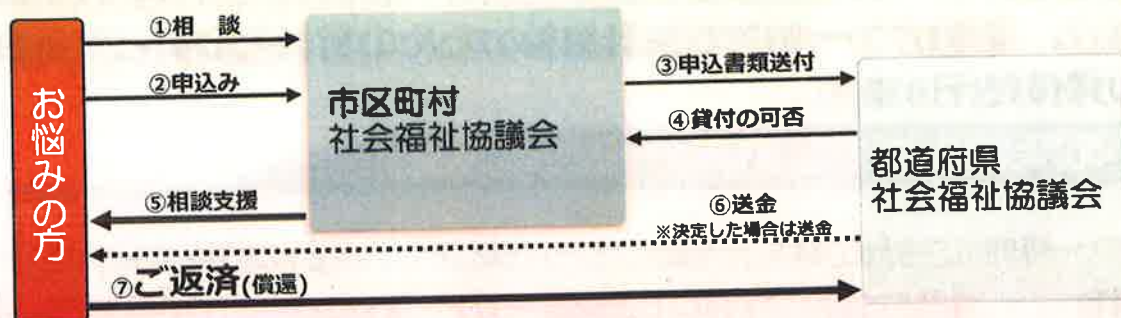 お悩みの方
①相　談
②申込み
市区町村
社会福祉協議会
③申込書類送付
④貸付の可否
都道府県
社会福祉協議会
⑤相談支援
⑥送金
※決定した場合は送金
⑦ご返済(償還)